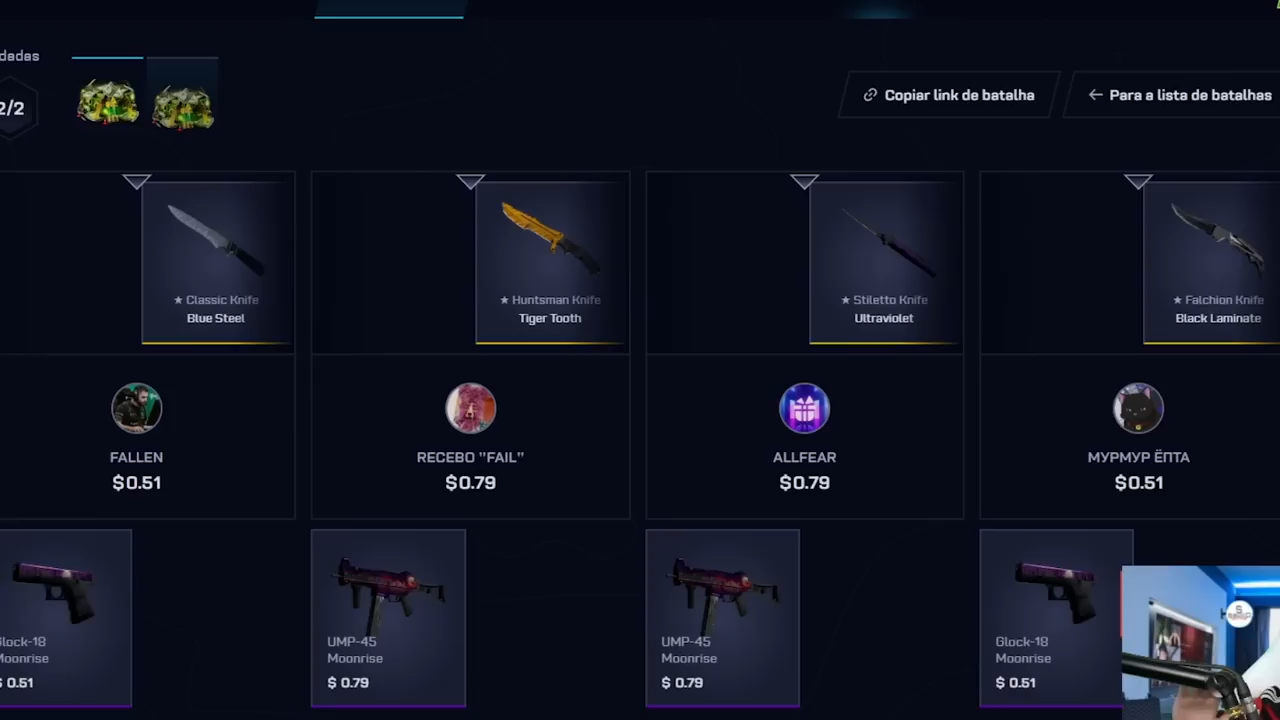 dadas
2/2
Copiar link de batalha
← Para a lista de batalhas
★ Classic Knife
Blue Steel
★ Huntsman Knife
Tiger Tooth
★ Stiletto Knife
Ultraviolet
★ Falchion Knife
Black Laminate
FALLEN
$0.51
RECEBO "FAIL"
$0.79
ALLFEAR
$0.79
МУРМУР ЁПТА
$0.51
Glock-18
Moonrise
$ 0.51
UMP-45
Moonrise
$ 0.79
UMP-45
Moonrise
$ 0.79
Glock-18
Moonrise
$ 0.51